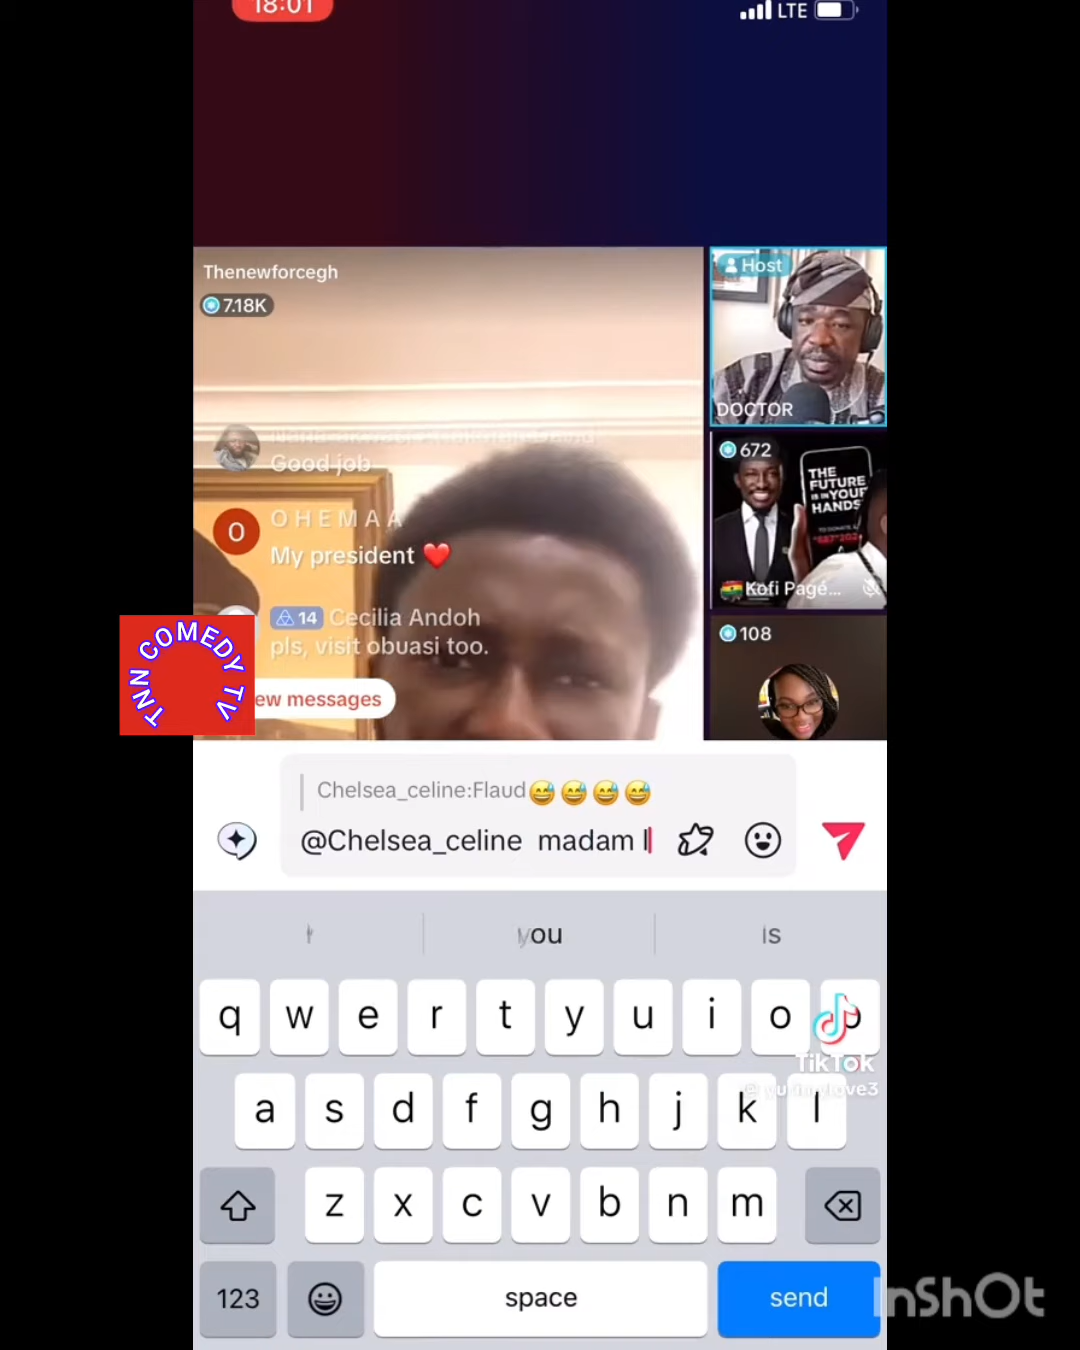 18:01
LTE
Thenewforcegh
7.18K
Host
DOCTOR
Good job
O H E M A A
My president ❤️
14 Cecilia Andoh
pls, visit obuasi too.
ew messages
672
THE
FUTURE
IS IN YOUR
HANDS
Kofi Pagé...
108
TNN COMEDY TV
Chelsea_celine:Flaud😅😅😅😅
@Chelsea_celine madam I
you
is
q w e r t y u i o p
TikTok
a s d f g h j k l
z x c v b n m
123
space
send
InShOt